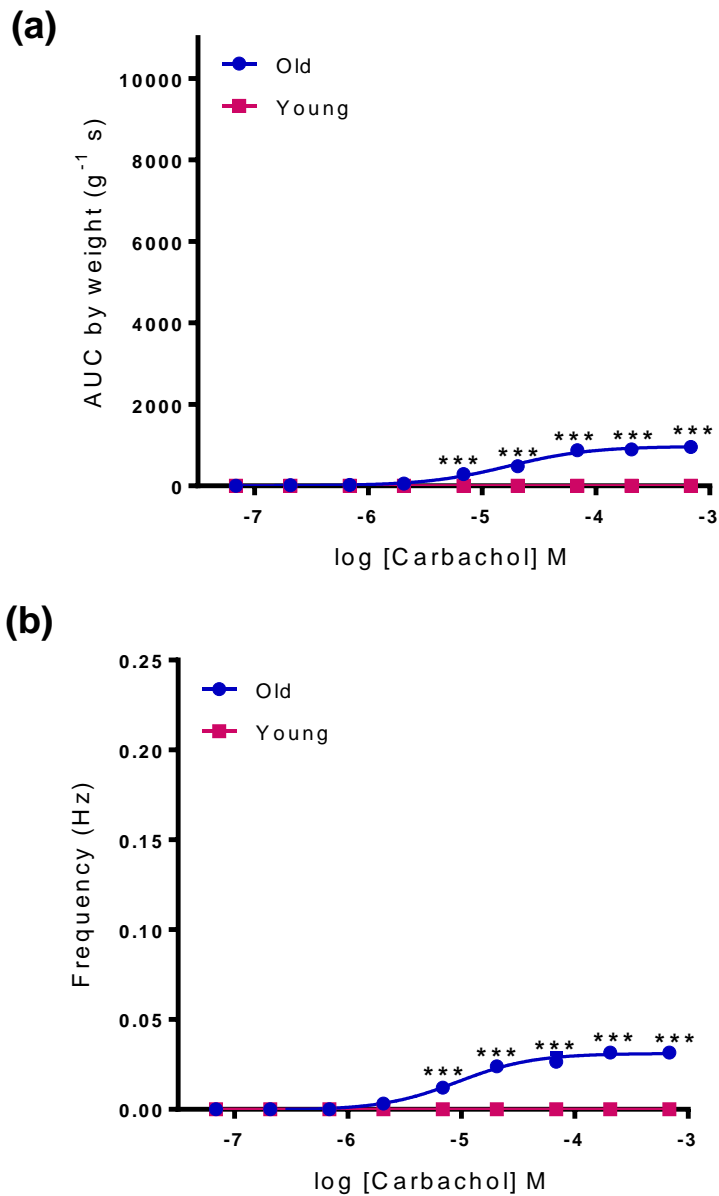 (a)
Old
Young
10000
8000
6000
4000
2000
0
AUC by weight (g-1 s)
*** *** *** *** ***
-7 -6 -5 -4 -3
log [Carbachol] M
(b)
Old
Young
0.25
0.20
0.15
0.10
0.05
0.00
Frequency (Hz)
*** *** *** *** ***
-7 -6 -5 -4 -3
log [Carbachol] M